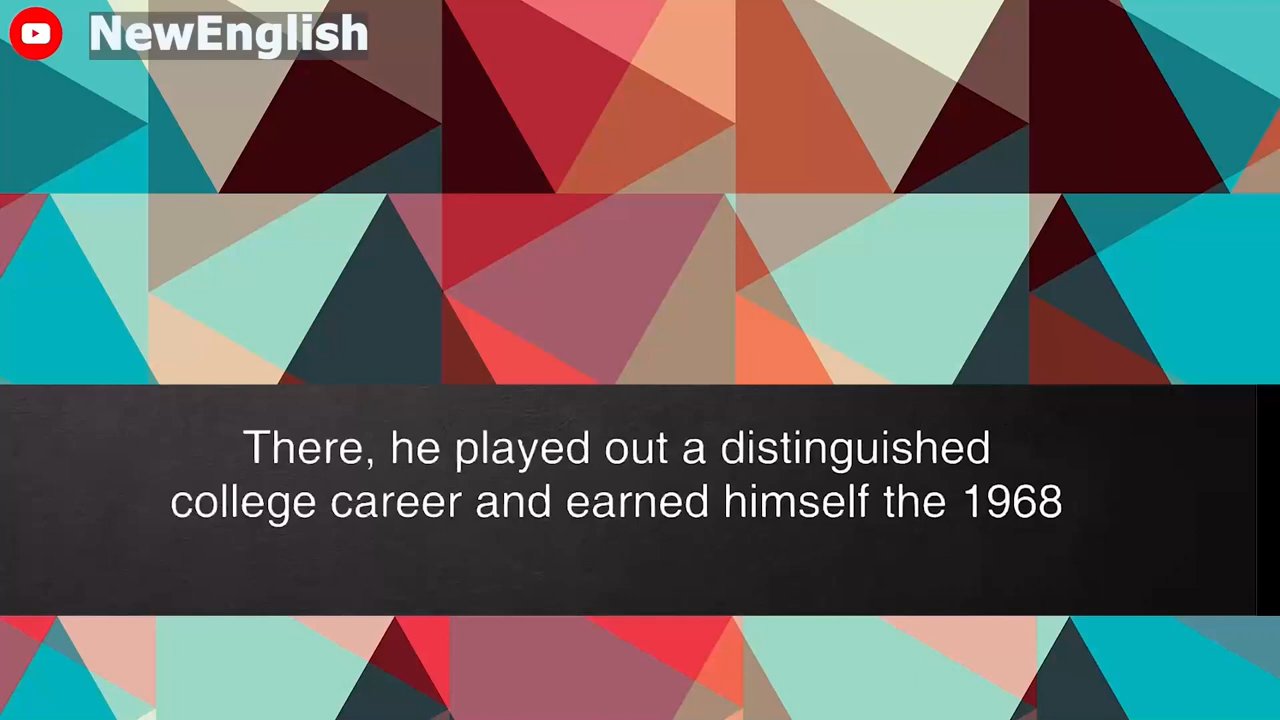 NewEnglish
There, he played out a distinguished
college career and earned himself the 1968